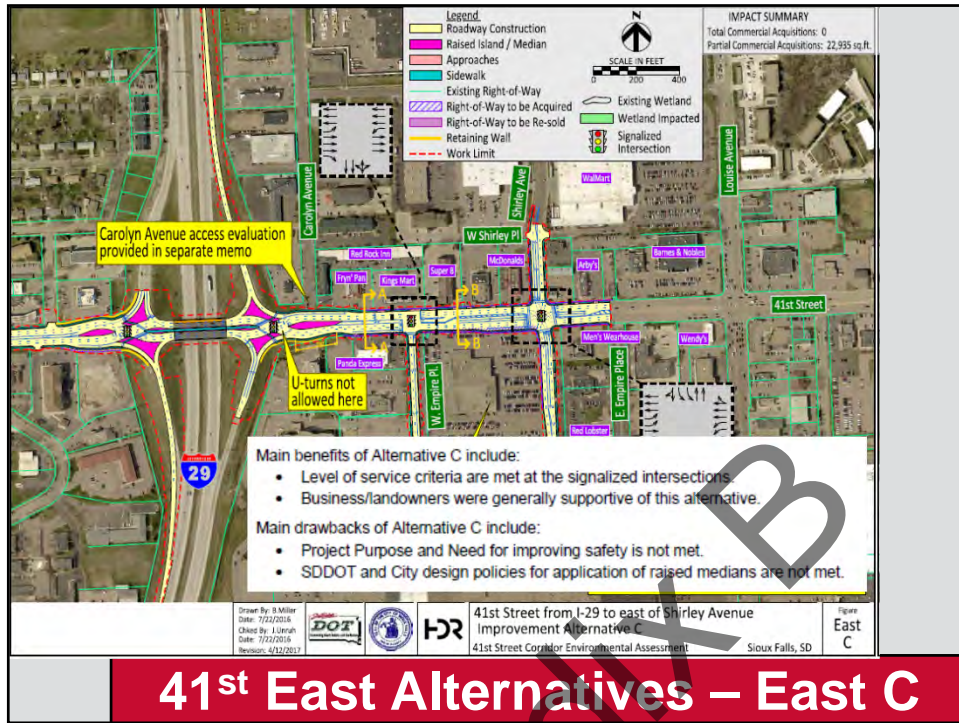 Legend
Roadway Construction
Raised Island / Median
Approaches
Sidewalk
Existing Right-of-Way
Right-of-Way to be Acquired
Right-of-Way to be Re-sold
Retaining Wall
Work Limit
N
SCALE IN FEET
0 200 400
Existing Wetland
Wetland Impacted
Signalized
Intersection
IMPACT SUMMARY
Total Commercial Acquisitions: 0
Partial Commercial Acquisitions: 22,935 sq.ft.
Carolyn Avenue
Shirley Ave
Louise Avenue
WalMart
Carolyn Avenue access evaluation
provided in separate memo
W Shirley Pl
Red Rock Inn
Fryn' Pan
Kings Mart
Super 8
McDonalds
Arby's
Barnes & Nobles
41st Street
A
B
A
B
Panda Express
Men's Wearhouse
Wendy's
U-turns not
allowed here
W. Empire Pl.
E. Empire Place
Red Lobster
INTERSTATE
29
Main benefits of Alternative C include:
• Level of service criteria are met at the signalized intersections.
• Business/landowners were generally supportive of this alternative.
Main drawbacks of Alternative C include:
• Project Purpose and Need for improving safety is not met.
• SDDOT and City design policies for application of raised medians are not met.
Drawn By: B.Miller
Date: 7/22/2016
Chked By: J.Unruh
Date: 7/22/2016
Revision: 4/12/2017
DOT
HDR
41st Street from I-29 to east of Shirley Avenue
Improvement Alternative C
41st Street Corridor Environmental Assessment
Sioux Falls, SD
Figure
East
C
41st East Alternatives – East C